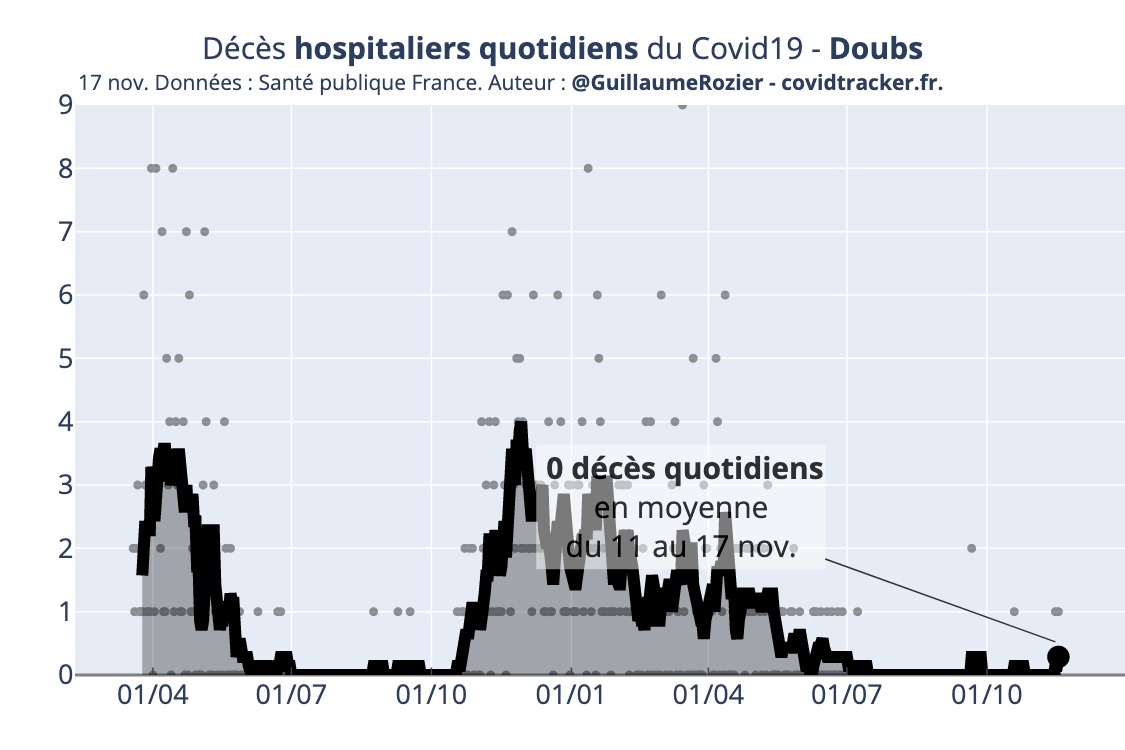 Décès hospitaliers quotidiens du Covid19 - Doubs
17 nov. Données : Santé publique France. Auteur : @GuillaumeRozier - covidtracker.fr.
9
8
7
6
5
4
3
2
1
0
0 décès quotidiens
en moyenne
du 11 au 17 nov.
01/04 01/07 01/10 01/01 01/04 01/07 01/10